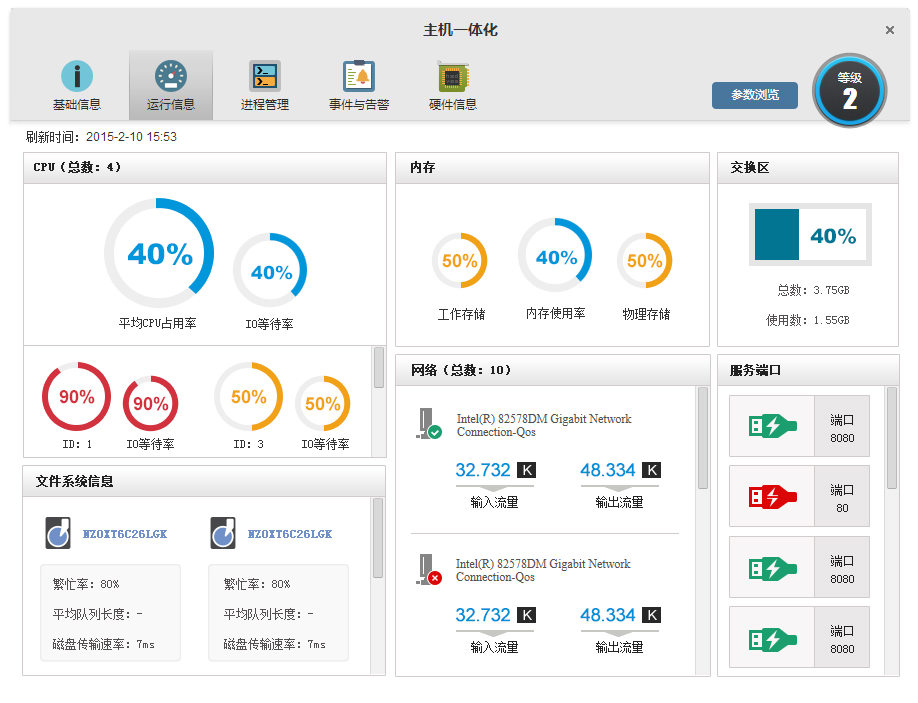 主机一体化
×
基础信息
运行信息
进程管理
事件与告警
硬件信息
参数浏览
等级
2
刷新时间：2015-2-10 15:53
CPU（总数：4）
40%
40%
平均CPU占用率
IO等待率
90%
90%
50%
50%
ID：1
IO等待率
ID：3
IO等待率
内存
50%
40%
50%
工作存储
内存使用率
物理存储
交换区
40%
总数：3.75GB
使用数：1.55GB
文件系统信息
NZOXT6C26LGK
NZOXT6C26LGK
繁忙率：80%
平均队列长度：-
磁盘传输速率：7ms
繁忙率：80%
平均队列长度：-
磁盘传输速率：7ms
网络（总数：10）
Intel(R) 82578DM Gigabit Network
Connection-Qos
32.732 K
48.334 K
输入流量
输出流量
Intel(R) 82578DM Gigabit Network
Connection-Qos
32.732 K
48.334 K
输入流量
输出流量
服务端口
端口
8080
端口
80
端口
8080
端口
8080